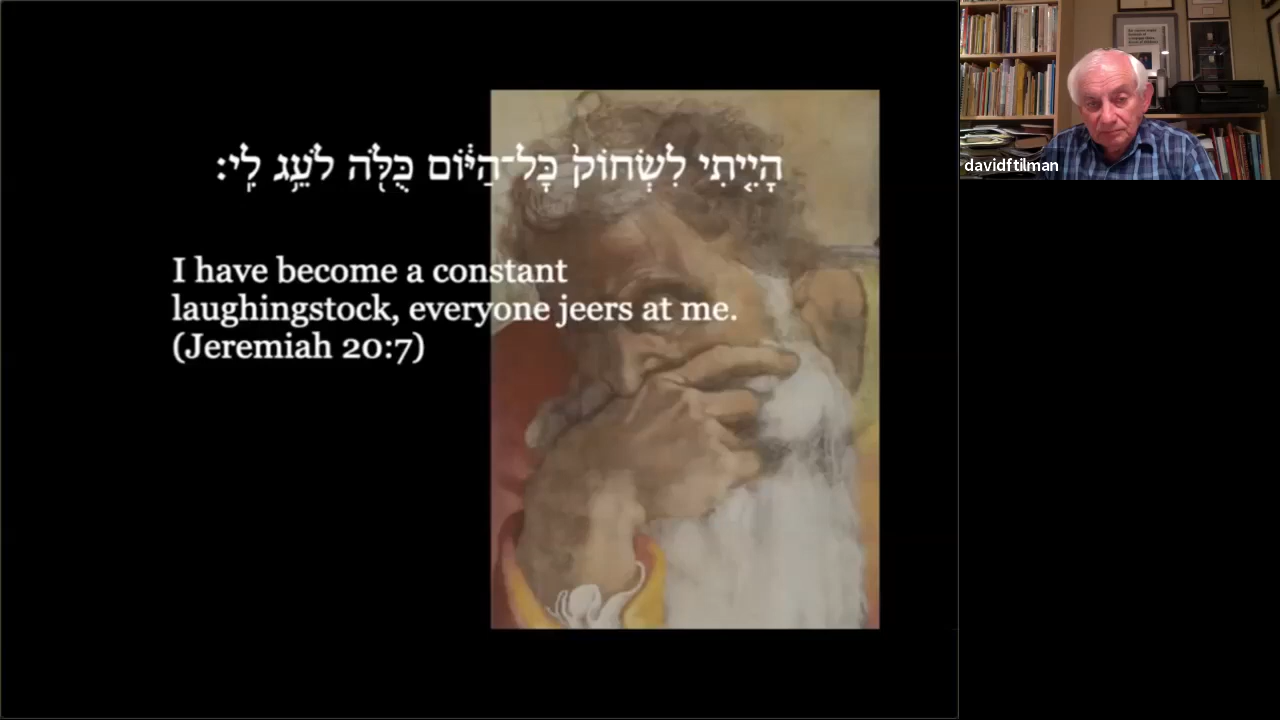 הָיִ֤יתִי לִשְׂחוֹק֙ כׇּל־הַיּ֔וֹם כֻּלֹּ֖ה לֹעֵ֥ג לִֽי׃
I have become a constant
laughingstock, everyone jeers at me.
(Jeremiah 20:7)
davidftilman